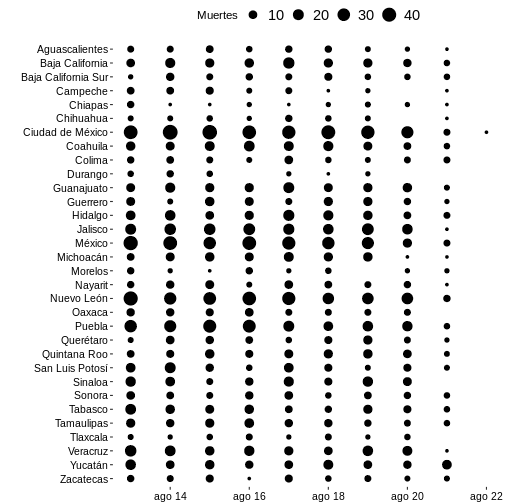 Muertes 10 20 30 40
Aguascalientes
Baja California
Baja California Sur
Campeche
Chiapas
Chihuahua
Ciudad de México
Coahuila
Colima
Durango
Guanajuato
Guerrero
Hidalgo
Jalisco
México
Michoacán
Morelos
Nayarit
Nuevo León
Oaxaca
Puebla
Querétaro
Quintana Roo
San Luis Potosí
Sinaloa
Sonora
Tabasco
Tamaulipas
Tlaxcala
Veracruz
Yucatán
Zacatecas
ago 14 ago 16 ago 18 ago 20 ago 22